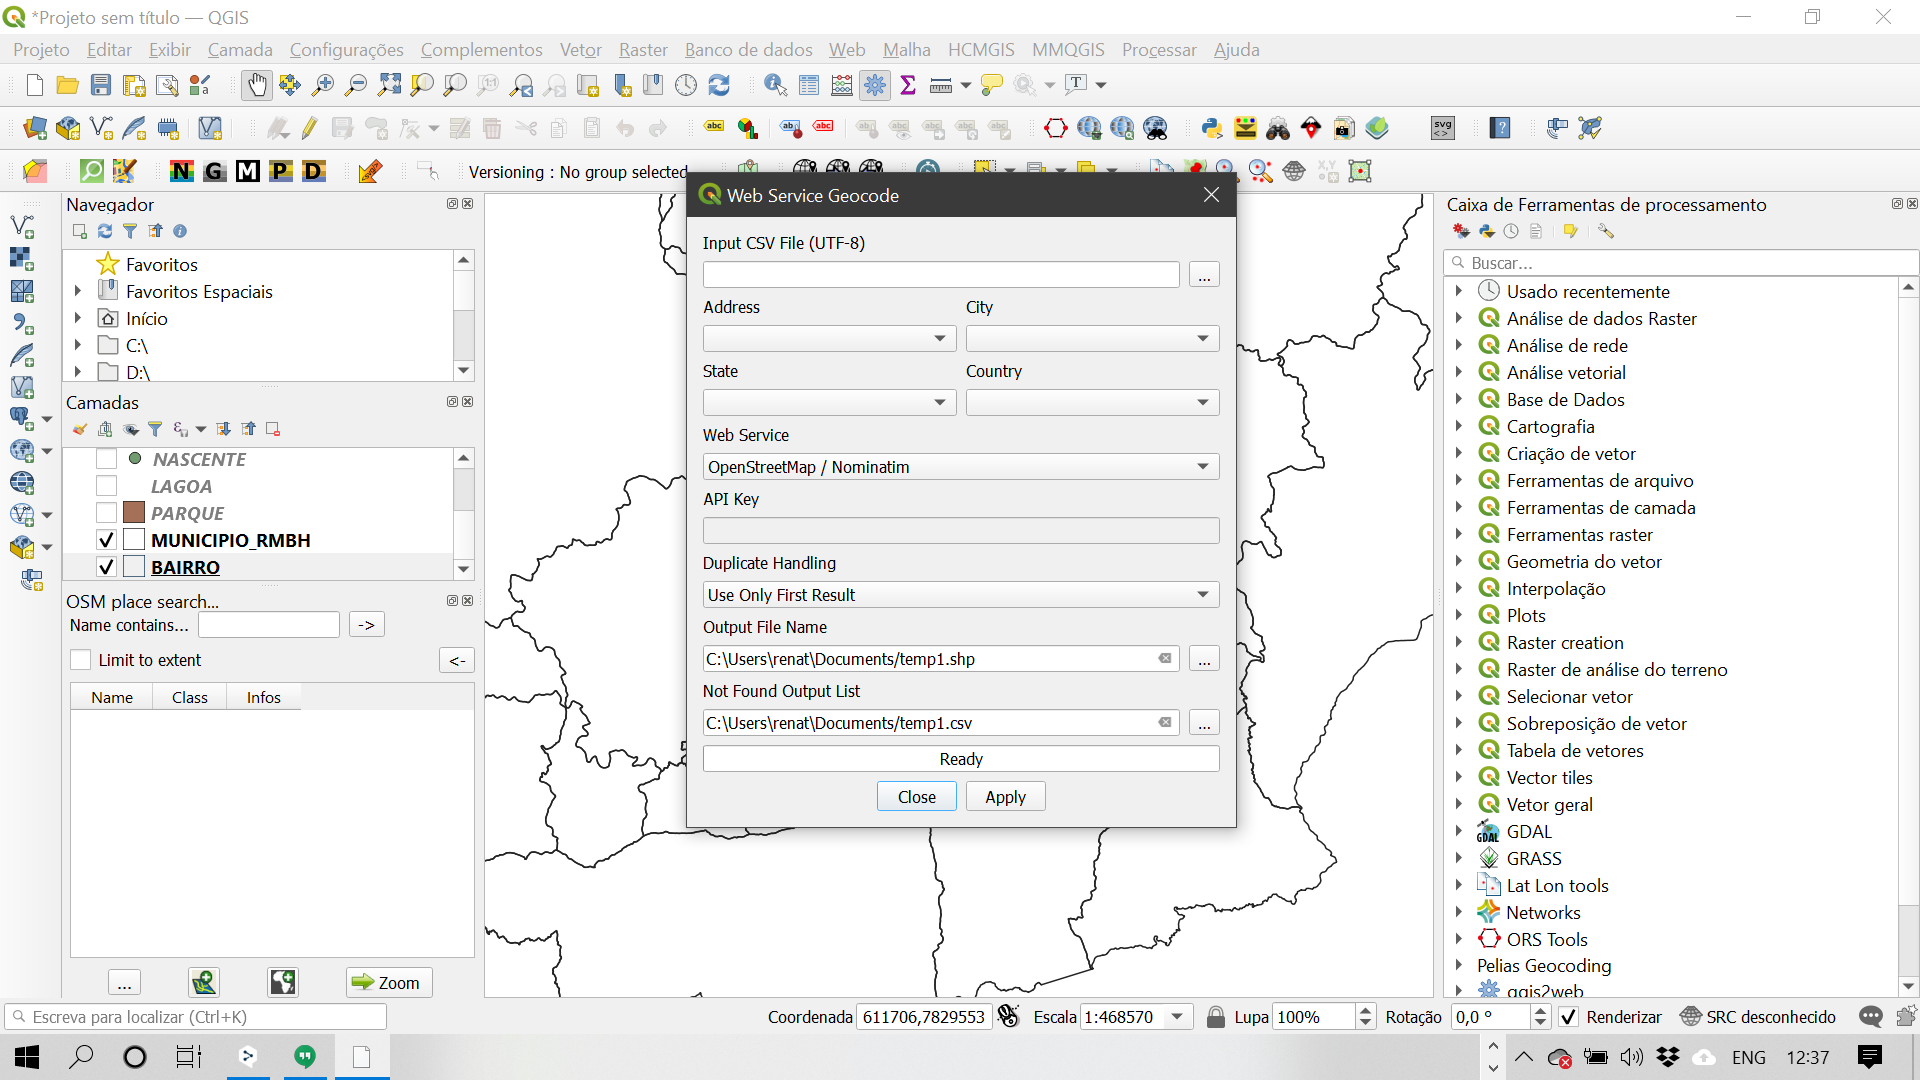 *Projeto sem título — QGIS
Projeto Editar Exibir Camada Configurações Complementos Vetor Raster Banco de dados Web Malha HCMGIS MMQGIS Processar Ajuda
Versioning : No group selected
Navegador
Favoritos
Favoritos Espaciais
Início
C:\
D:\
Camadas
NASCENTE
LAGOA
PARQUE
MUNICIPIO_RMBH
BAIRRO
OSM place search...
Name contains...
->
Limit to extent
<-
Name Class Infos
...
Zoom
Web Service Geocode
Input CSV File (UTF-8)
...
Address City
State Country
Web Service
OpenStreetMap / Nominatim
API Key
Duplicate Handling
Use Only First Result
Output File Name
C:\Users\renat\Documents/temp1.shp
...
Not Found Output List
C:\Users\renat\Documents/temp1.csv
...
Ready
Close Apply
Caixa de Ferramentas de processamento
Buscar...
Usado recentemente
Análise de dados Raster
Análise de rede
Análise vetorial
Base de Dados
Cartografia
Criação de vetor
Ferramentas de arquivo
Ferramentas de camada
Ferramentas raster
Geometria do vetor
Interpolação
Plots
Raster creation
Raster de análise do terreno
Selecionar vetor
Sobreposição de vetor
Tabela de vetores
Vector tiles
Vetor geral
GDAL
GRASS
Lat Lon tools
Networks
ORS Tools
Pelias Geocoding
qgis2web
Escreva para localizar (Ctrl+K)
Coordenada 611706,7829553 Escala 1:468570 Lupa 100% Rotação 0,0 ° Renderizar SRC desconhecido
ENG 12:37